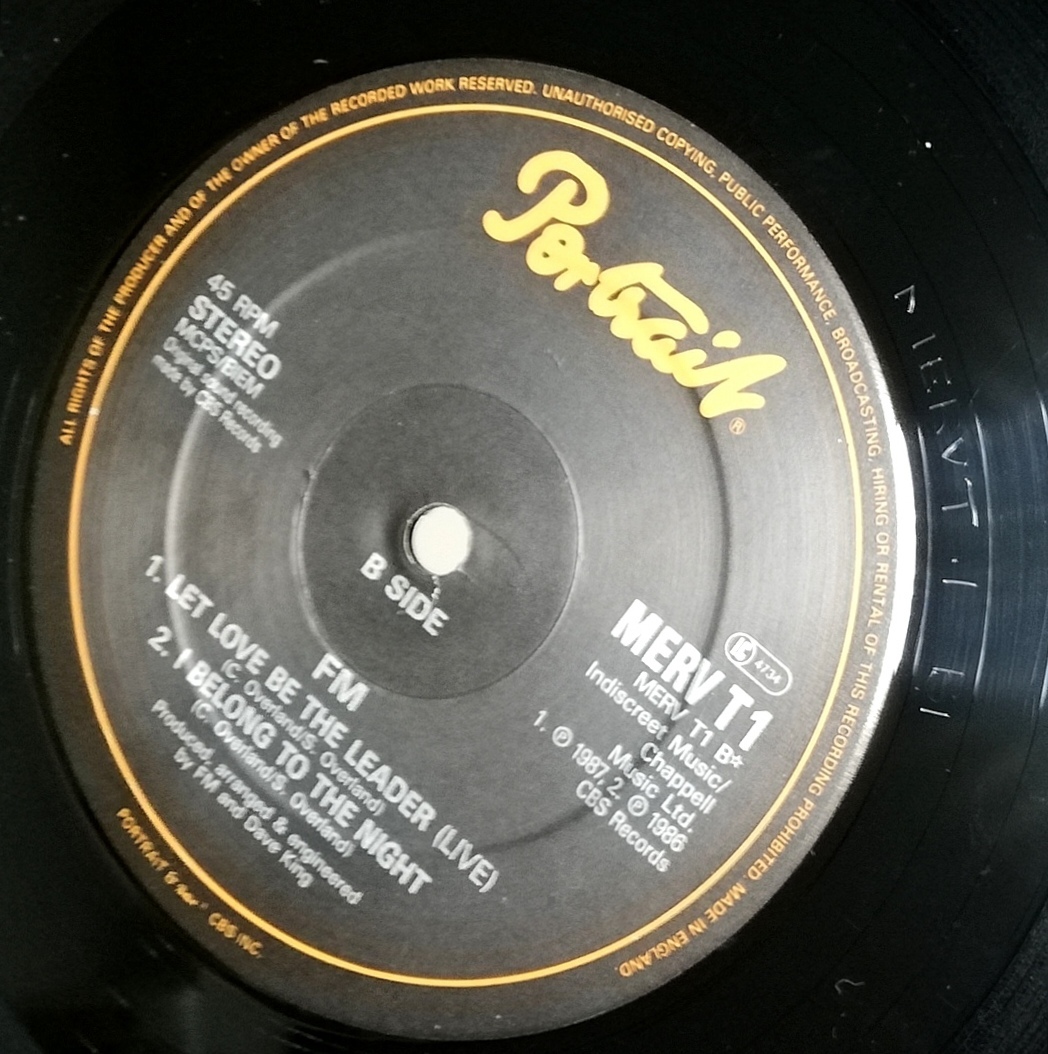 ALL RIGHTS OF THE PRODUCER AND OF THE OWNER OF THE RECORDED WORK RESERVED. UNAUTHORISED COPYING, PUBLIC PERFORMANCE, BROADCASTING, HIRING OR RENTAL OF THIS RECORDING PROHIBITED. MADE IN ENGLAND.
Portrait®
45 RPM
STEREO
MCPS/BIEM
Digital sound recording
made by CBS Records
B SIDE
MERV T1
4734
MERV T1 B*
Indiscreet Music/
Chappell
Music Ltd.
1. ℗ 1987, 2. ℗ 1986
CBS Records
FM
1. LET LOVE BE THE LEADER (LIVE)
(C. Overland/S. Overland)
2. I BELONG TO THE NIGHT
(C. Overland/S. Overland)
Produced, arranged & engineered
by FM and Dave King
PORTRAIT CBS INC.